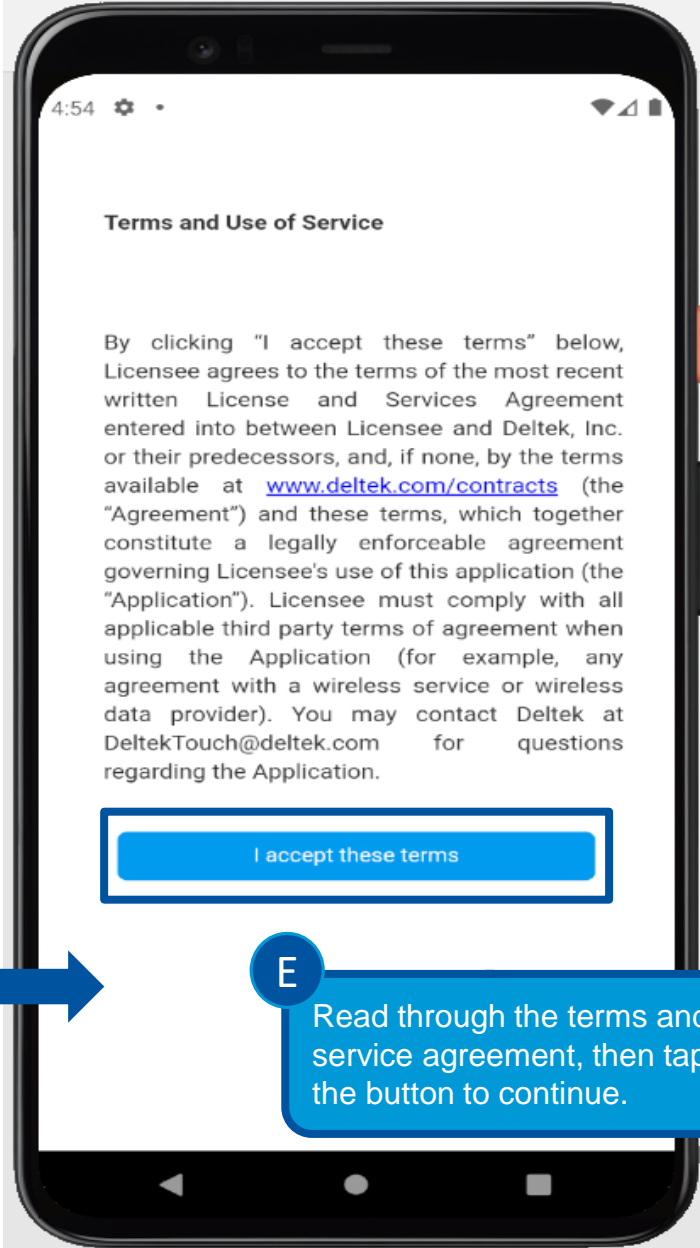 4:54
Terms and Use of Service
By clicking "I accept these terms" below,
Licensee agrees to the terms of the most recent
written License and Services Agreement
entered into between Licensee and Deltek, Inc.
or their predecessors, and, if none, by the terms
available at www.deltek.com/contracts (the
"Agreement") and these terms, which together
constitute a legally enforceable agreement
governing Licensee's use of this application (the
"Application"). Licensee must comply with all
applicable third party terms of agreement when
using the Application (for example, any
agreement with a wireless service or wireless
data provider). You may contact Deltek at
DeltekTouch@deltek.com for questions
regarding the Application.
I accept these terms
E
Read through the terms and
service agreement, then tap
the button to continue.